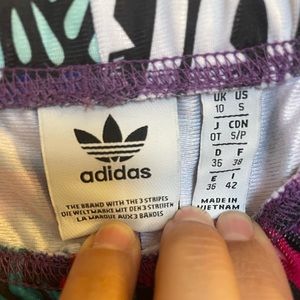 adidas
THE BRAND WITH THE 3 STRIPES
DIE WELTMARKE MIT DEN 3 STREIFEN
LA MARQUE AUX 3 BANDES
UK US
10 S
J CDN
OT S/P
D F
36 38
E I
36 42
MADE IN
VIETNAM